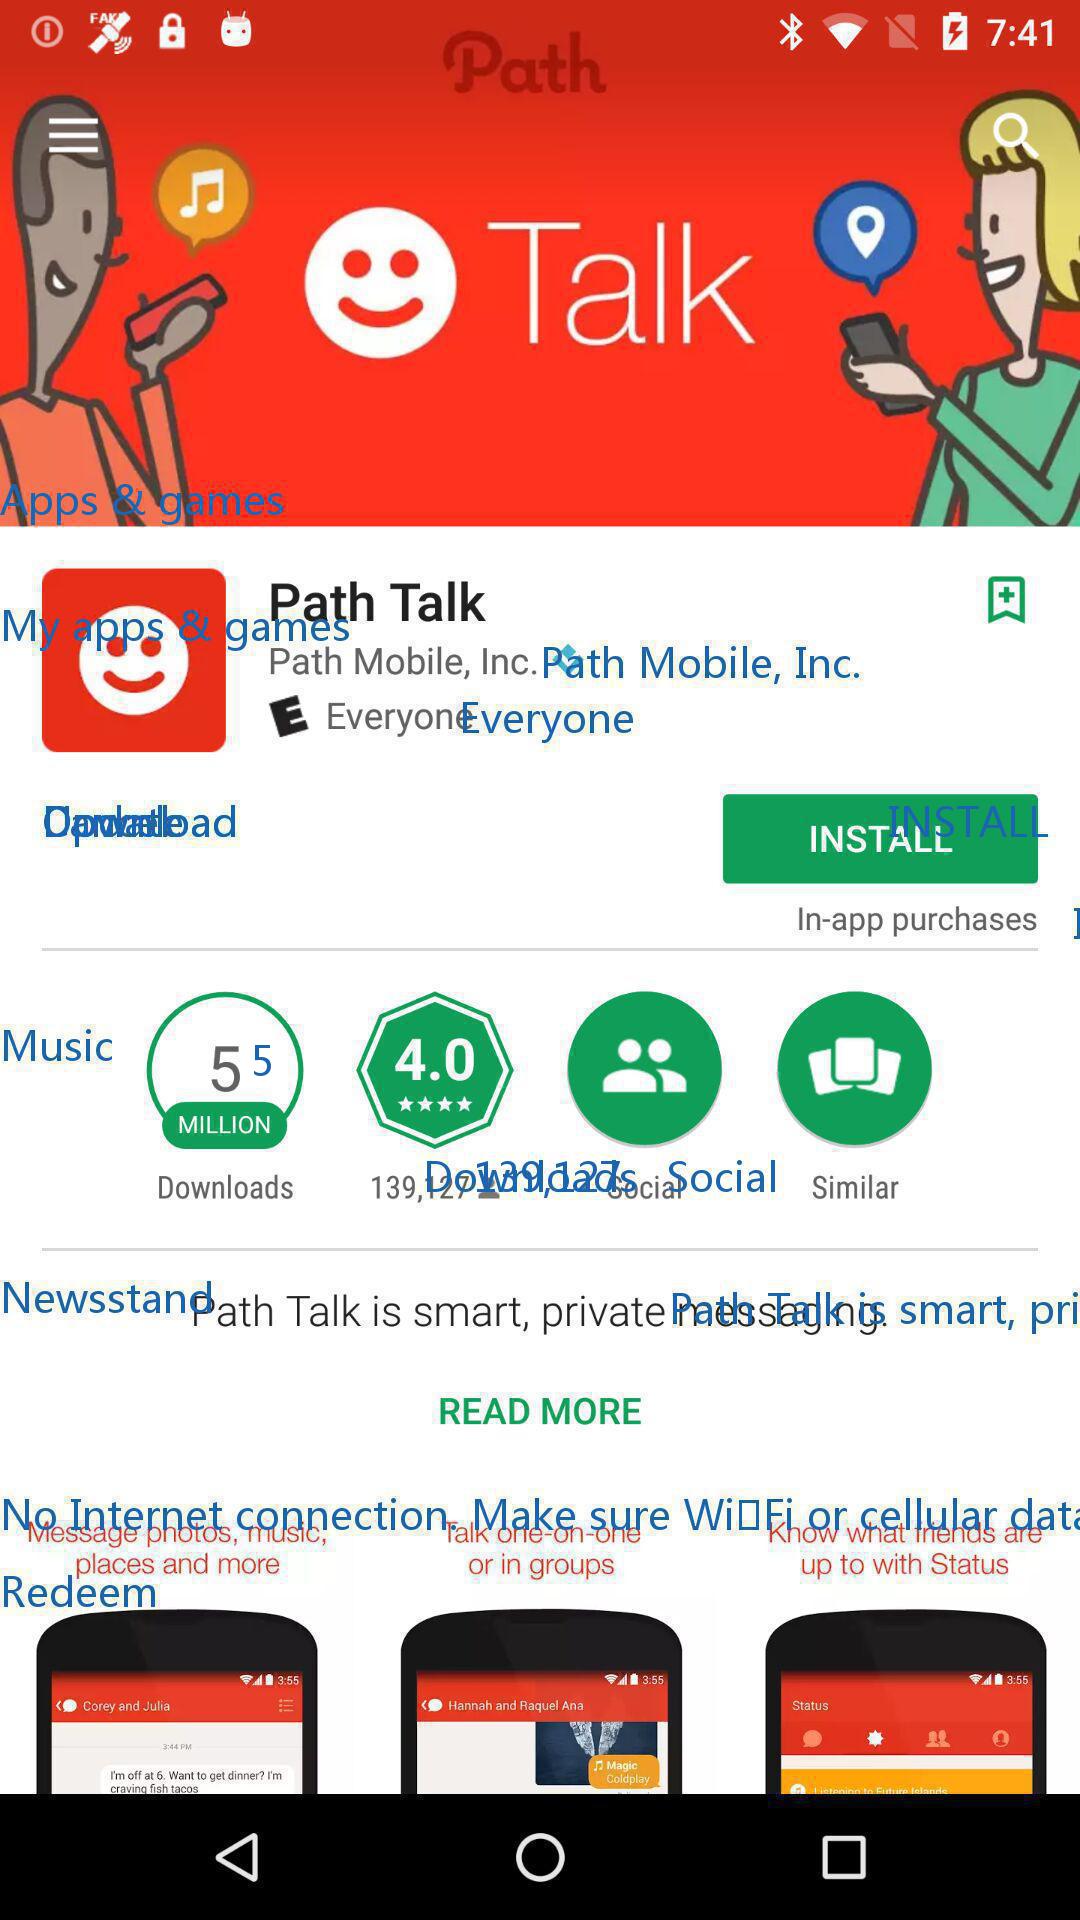 FAKE
7:41
Path
Talk
Apps & games
Path Talk
My apps & games
Path Mobile, Inc.
Path Mobile, Inc.
Everyone
Everyone
Download
INSTALL
INSTALL
In-app purchases
Music
5
5
MILLION
4.0
Downloads
139,127
Social
Similar
Downloads
139,127
Social
Newsstand
Path Talk is smart, private messaging.
Path Talk is smart, pri
READ MORE
No Internet connection. Make sure Wi Fi or cellular data
Message photos, music,
places and more
Talk one-on-one
or in groups
Know what friends are
up to with Status
Redeem
3:55
Corey and Julia
3:44 PM
I'm off at 6. Want to get dinner? I'm
craving fish tacos
3:55
Hannah and Raquel Ana
Magic
Coldplay
3:55
Status
Listening to Future Islands